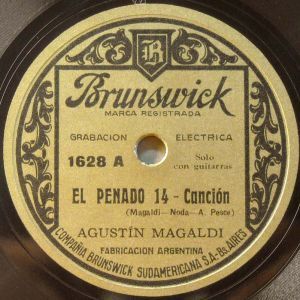 B
Brunswick
MARCA REGISTRADA
GRABACION ELECTRICA
1628 A
Solo
con guitarras
EL PENADO 14 - Canción
(Magaldi - Noda - A. Pesce)
AGUSTÍN MAGALDI
FABRICACION ARGENTINA
COMPAÑIA BRUNSWICK SUDAMERICANA S.A. - Bs. AIRES